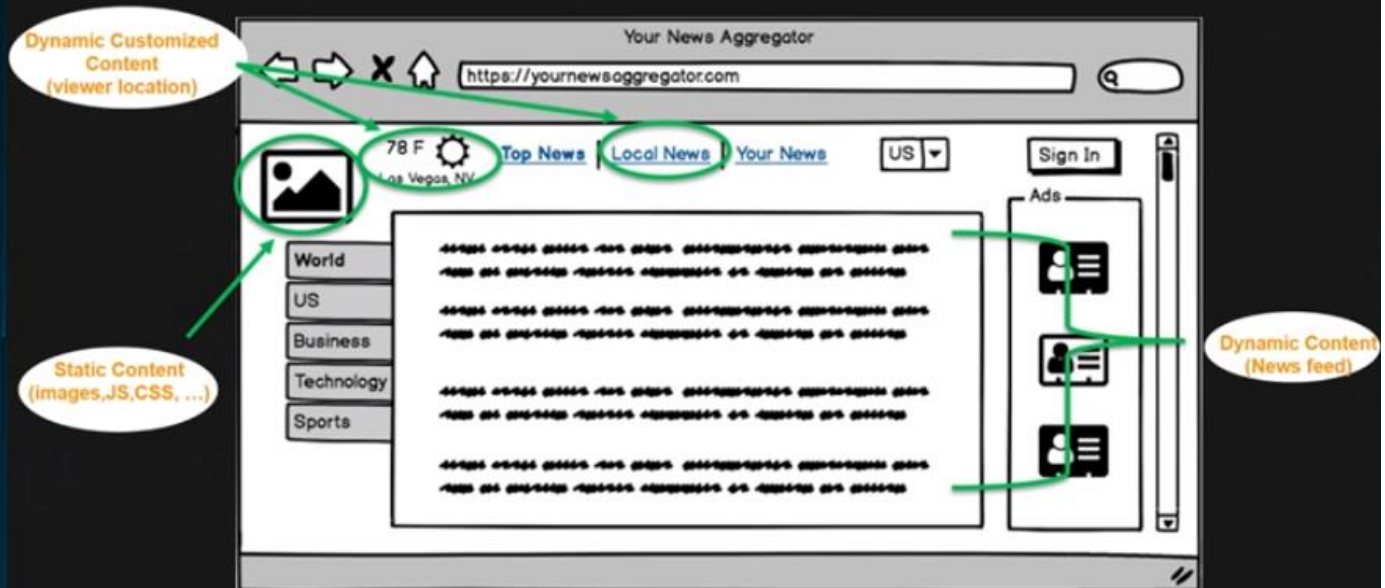 Your News Aggregator
Dynamic Customized
Content
(viewer location)
https://yournewsaggregator.com
78 F
Las Vegas, NV
Top News | Local News | Your News
US
Sign In
Ads
World
US
Business
Technology
Sports
Static Content
(images,JS,CSS, ...)
Dynamic Content
(News feed)